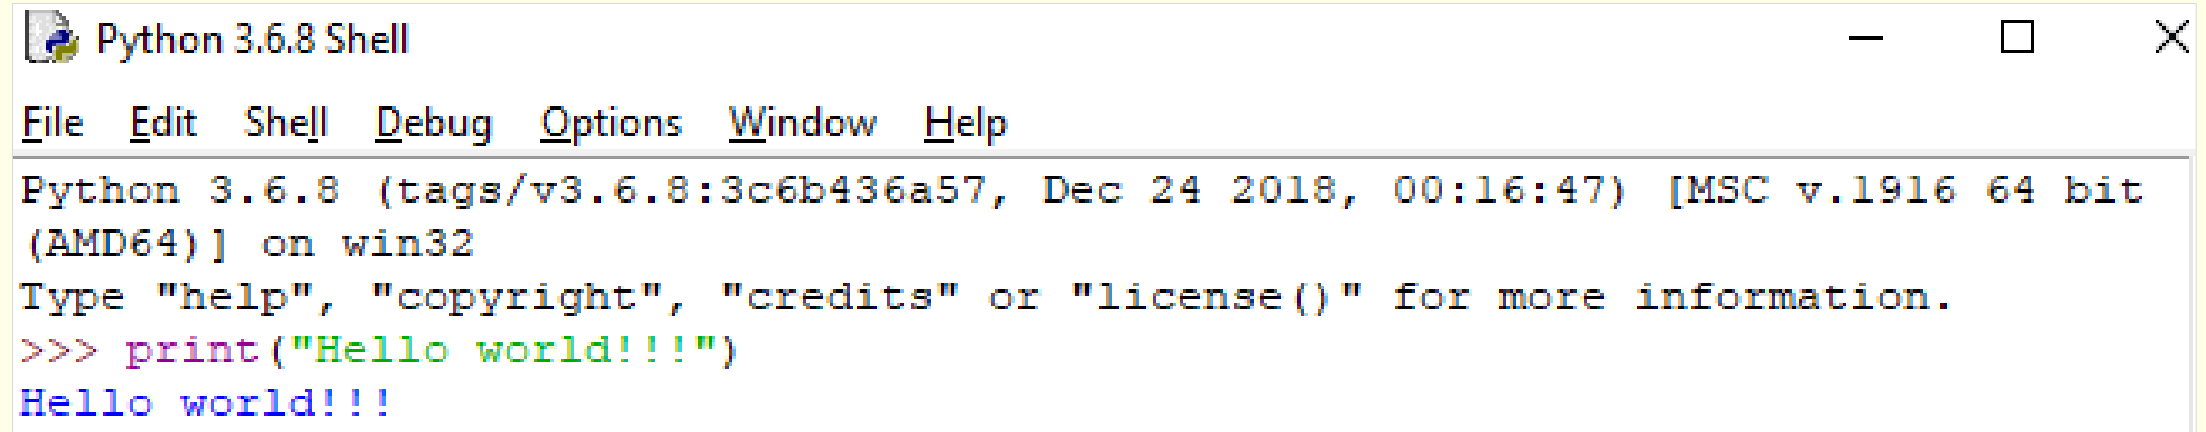 Python 3.6.8 Shell
File Edit Shell Debug Options Window Help
Python 3.6.8 (tags/v3.6.8:3c6b436a57, Dec 24 2018, 00:16:47) [MSC v.1916 64 bit
(AMD64)] on win32
Type "help", "copyright", "credits" or "license()" for more information.
>>> print("Hello world!!!")
Hello world!!!